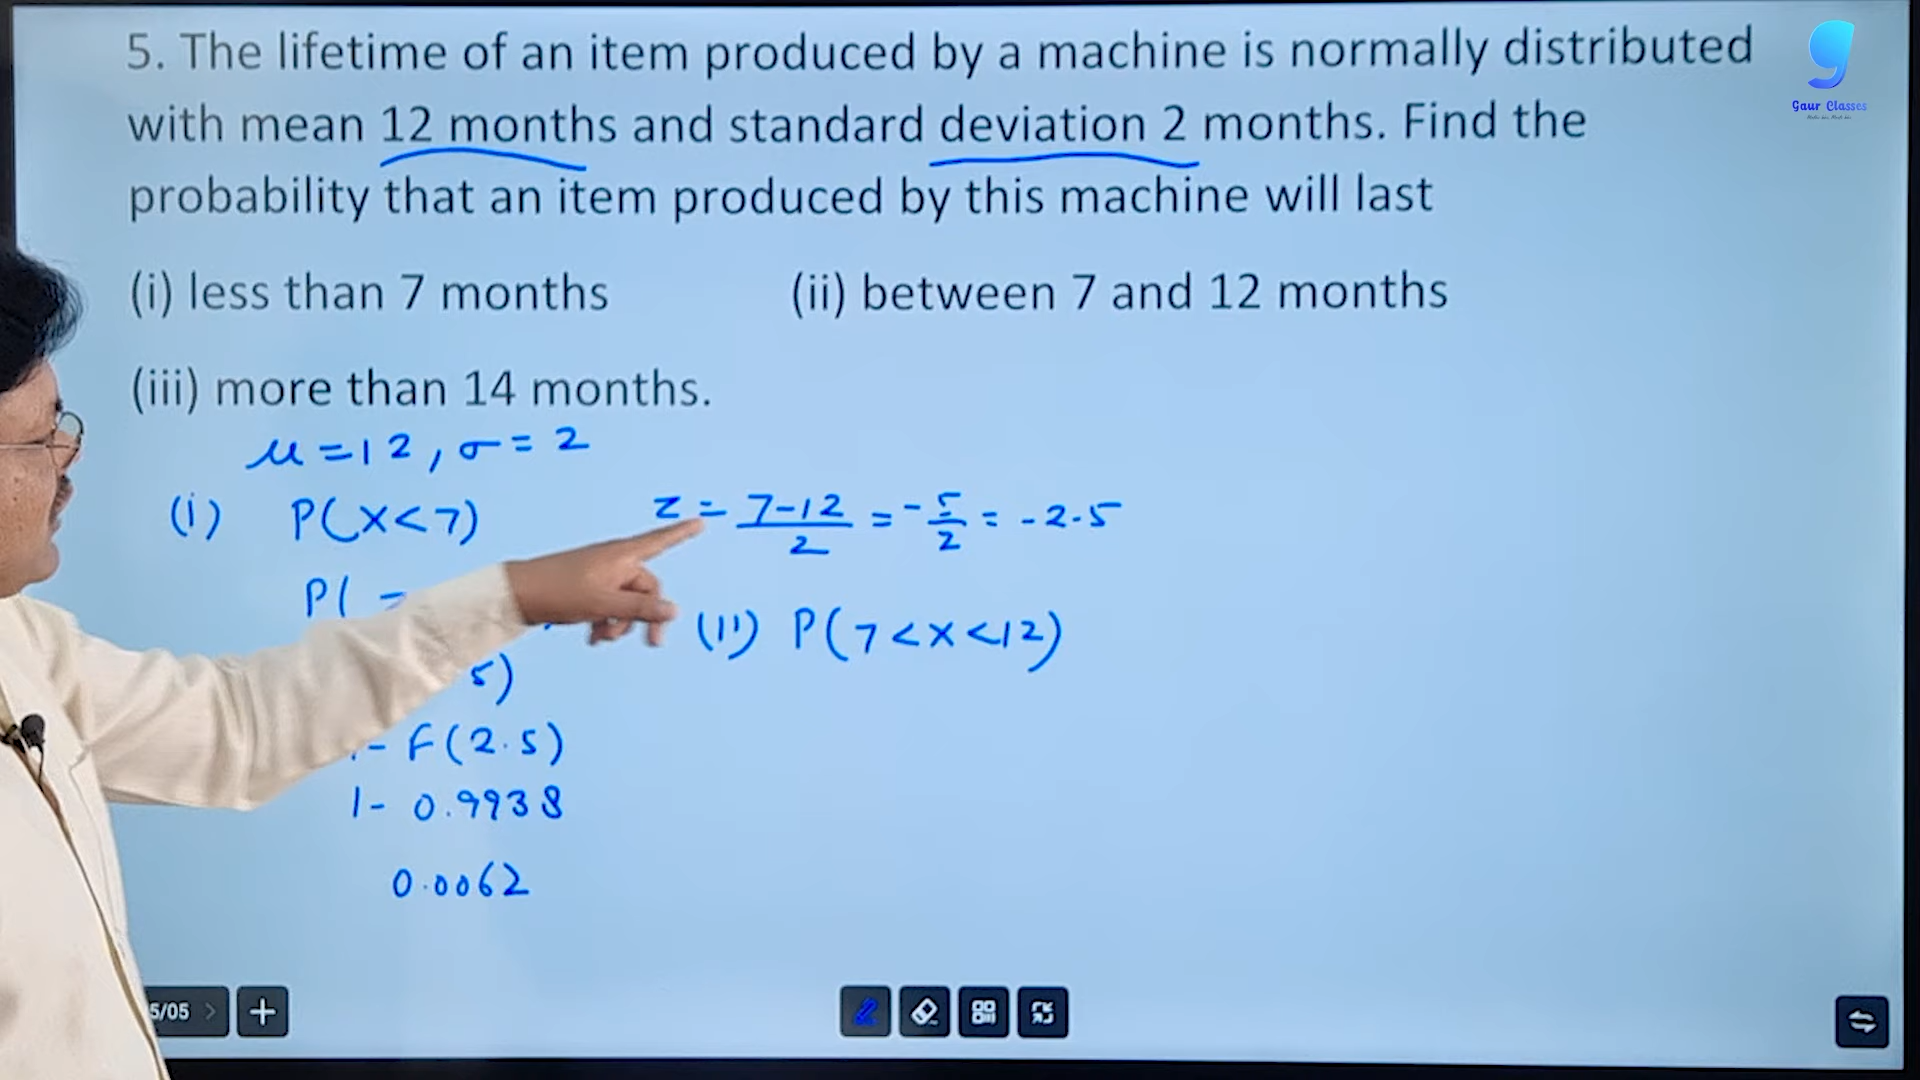 5. The lifetime of an item produced by a machine is normally distributed
with mean 12 months and standard deviation 2 months. Find the
probability that an item produced by this machine will last
(i) less than 7 months (ii) between 7 and 12 months
(iii) more than 14 months.
μ = 12, σ = 2
(i) P(X<7) z = 7-12/2 = -5/2 = -2.5
P(
(ii) P(7<X<12)
5)
- F(2.5)
1- 0.9938
0.0062
5/05
g
Gaur Classes